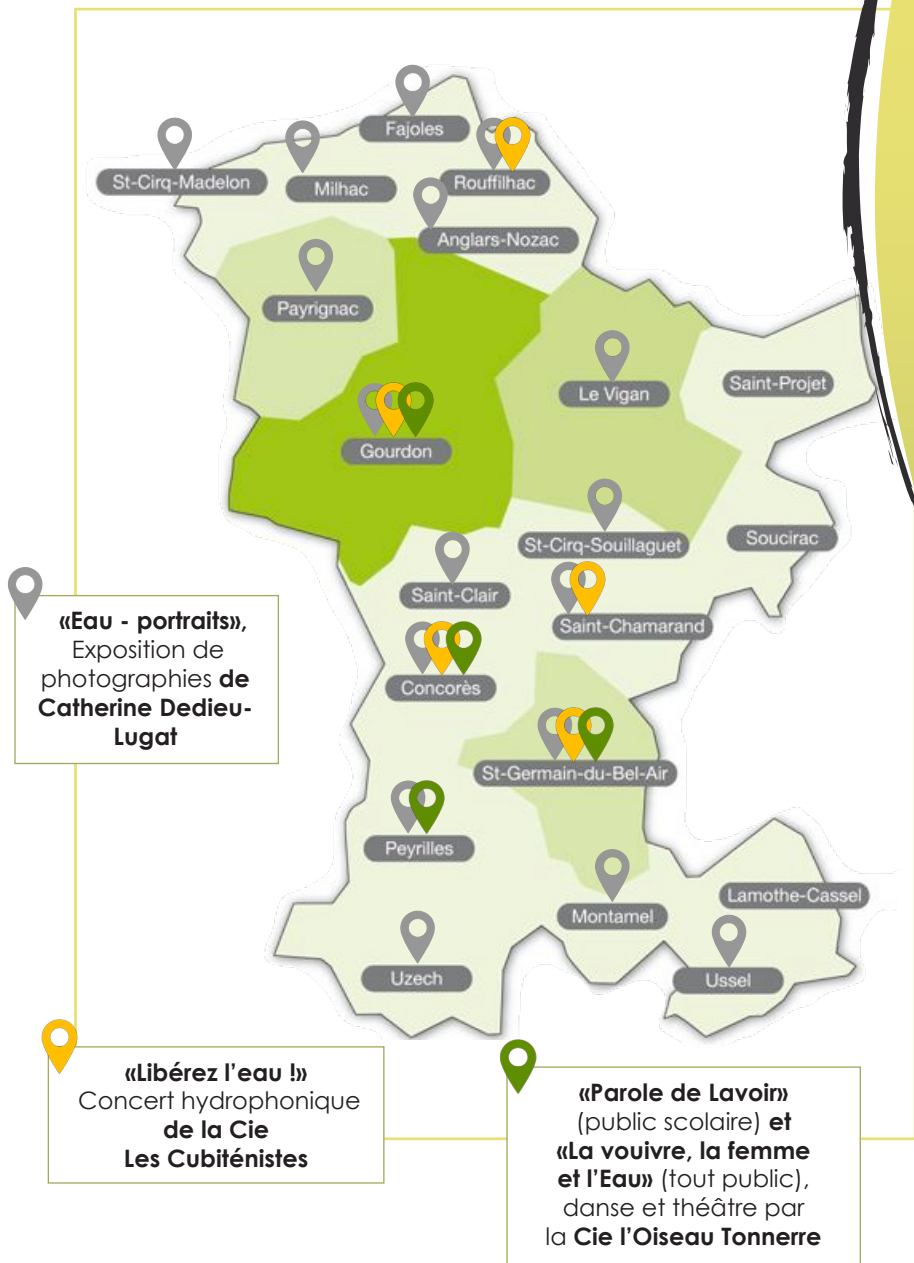 Fajoles
St-Cirq-Madelon
Milhac
Rouffilhac
Anglars-Nozac
Payrignac
Le Vigan
Saint-Projet
Gourdon
St-Cirq-Souillaguet
Soucirac
Saint-Clair
Saint-Chamarand
Concorès
St-Germain-du-Bel-Air
Peyrilles
Lamothe-Cassel
Montamel
Uzech
Ussel
«Eau - portraits»,
Exposition de
photographies de
Catherine Dedieu-
Lugat
«Libérez l’eau !»
Concert hydrophonique
de la Cie
Les Cubiténistes
«Parole de Lavoir»
(public scolaire) et
«La vouivre, la femme
et l’Eau» (tout public),
danse et théâtre par
la Cie l’Oiseau Tonnerre